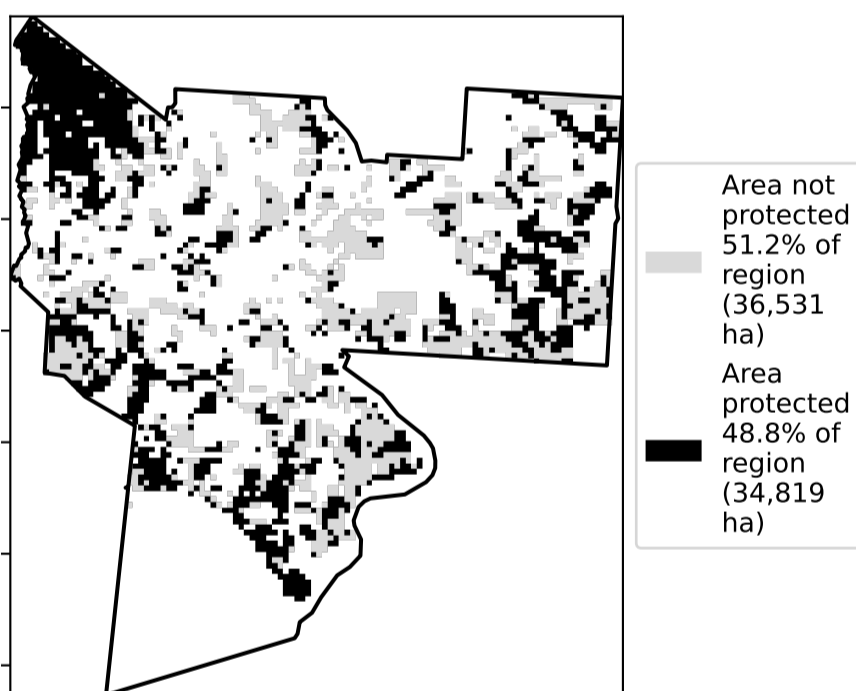 Area not
protected
51.2% of
region
(36,531
ha)
Area
protected
48.8% of
region
(34,819
ha)